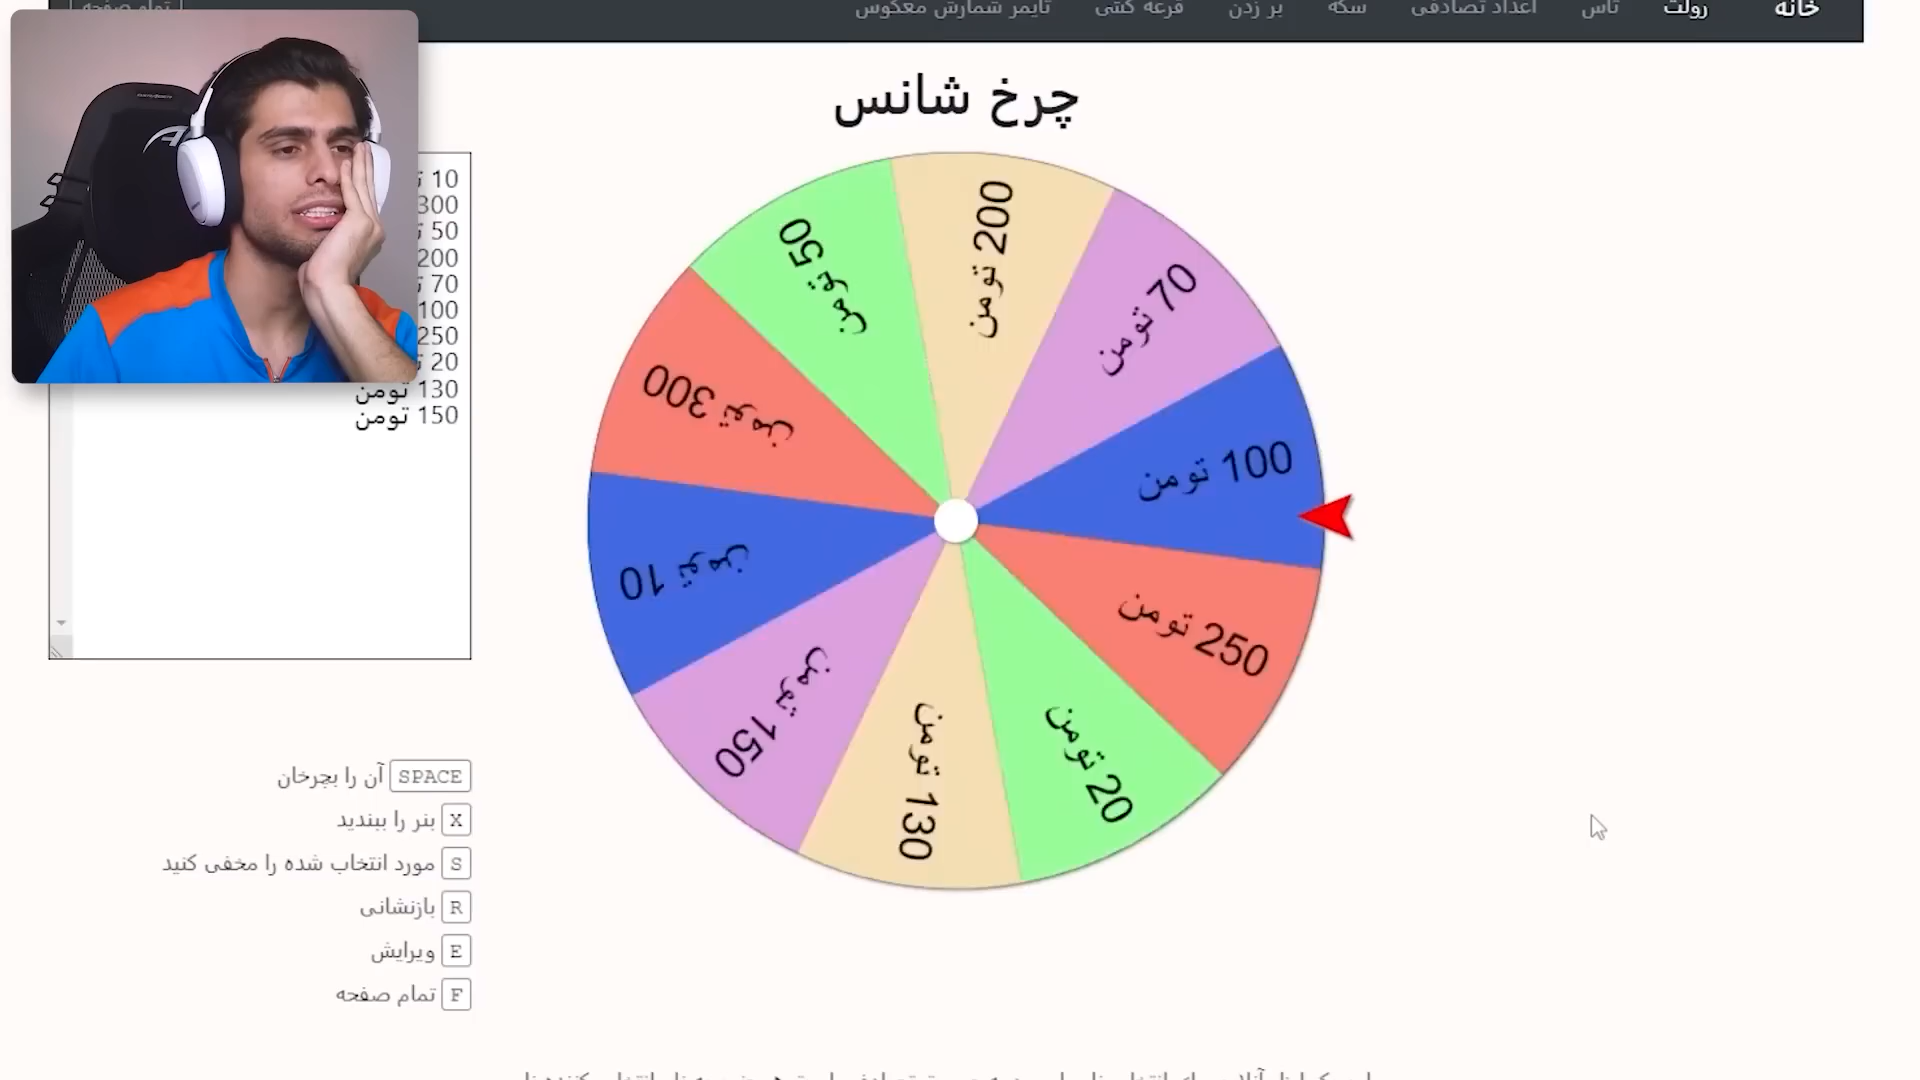 خانه رولت تاس اعداد تصادفی سکه بر زدن قرعه کشی تایمر شمارش معکوس تمام صفحه
چرخ شانس
10
300
50
200
70
100
250
20
130 تومن
150 تومن
200 تومن
70 تومن
100 تومن
250 تومن
20 تومن
130 تومن
150 تومن
10 تومن
300 تومن
50 تومن
SPACE آن را بچرخان
X بنر را ببندید
S مورد انتخاب شده را مخفی کنید
R بازنشانی
E ویرایش
F تمام صفحه